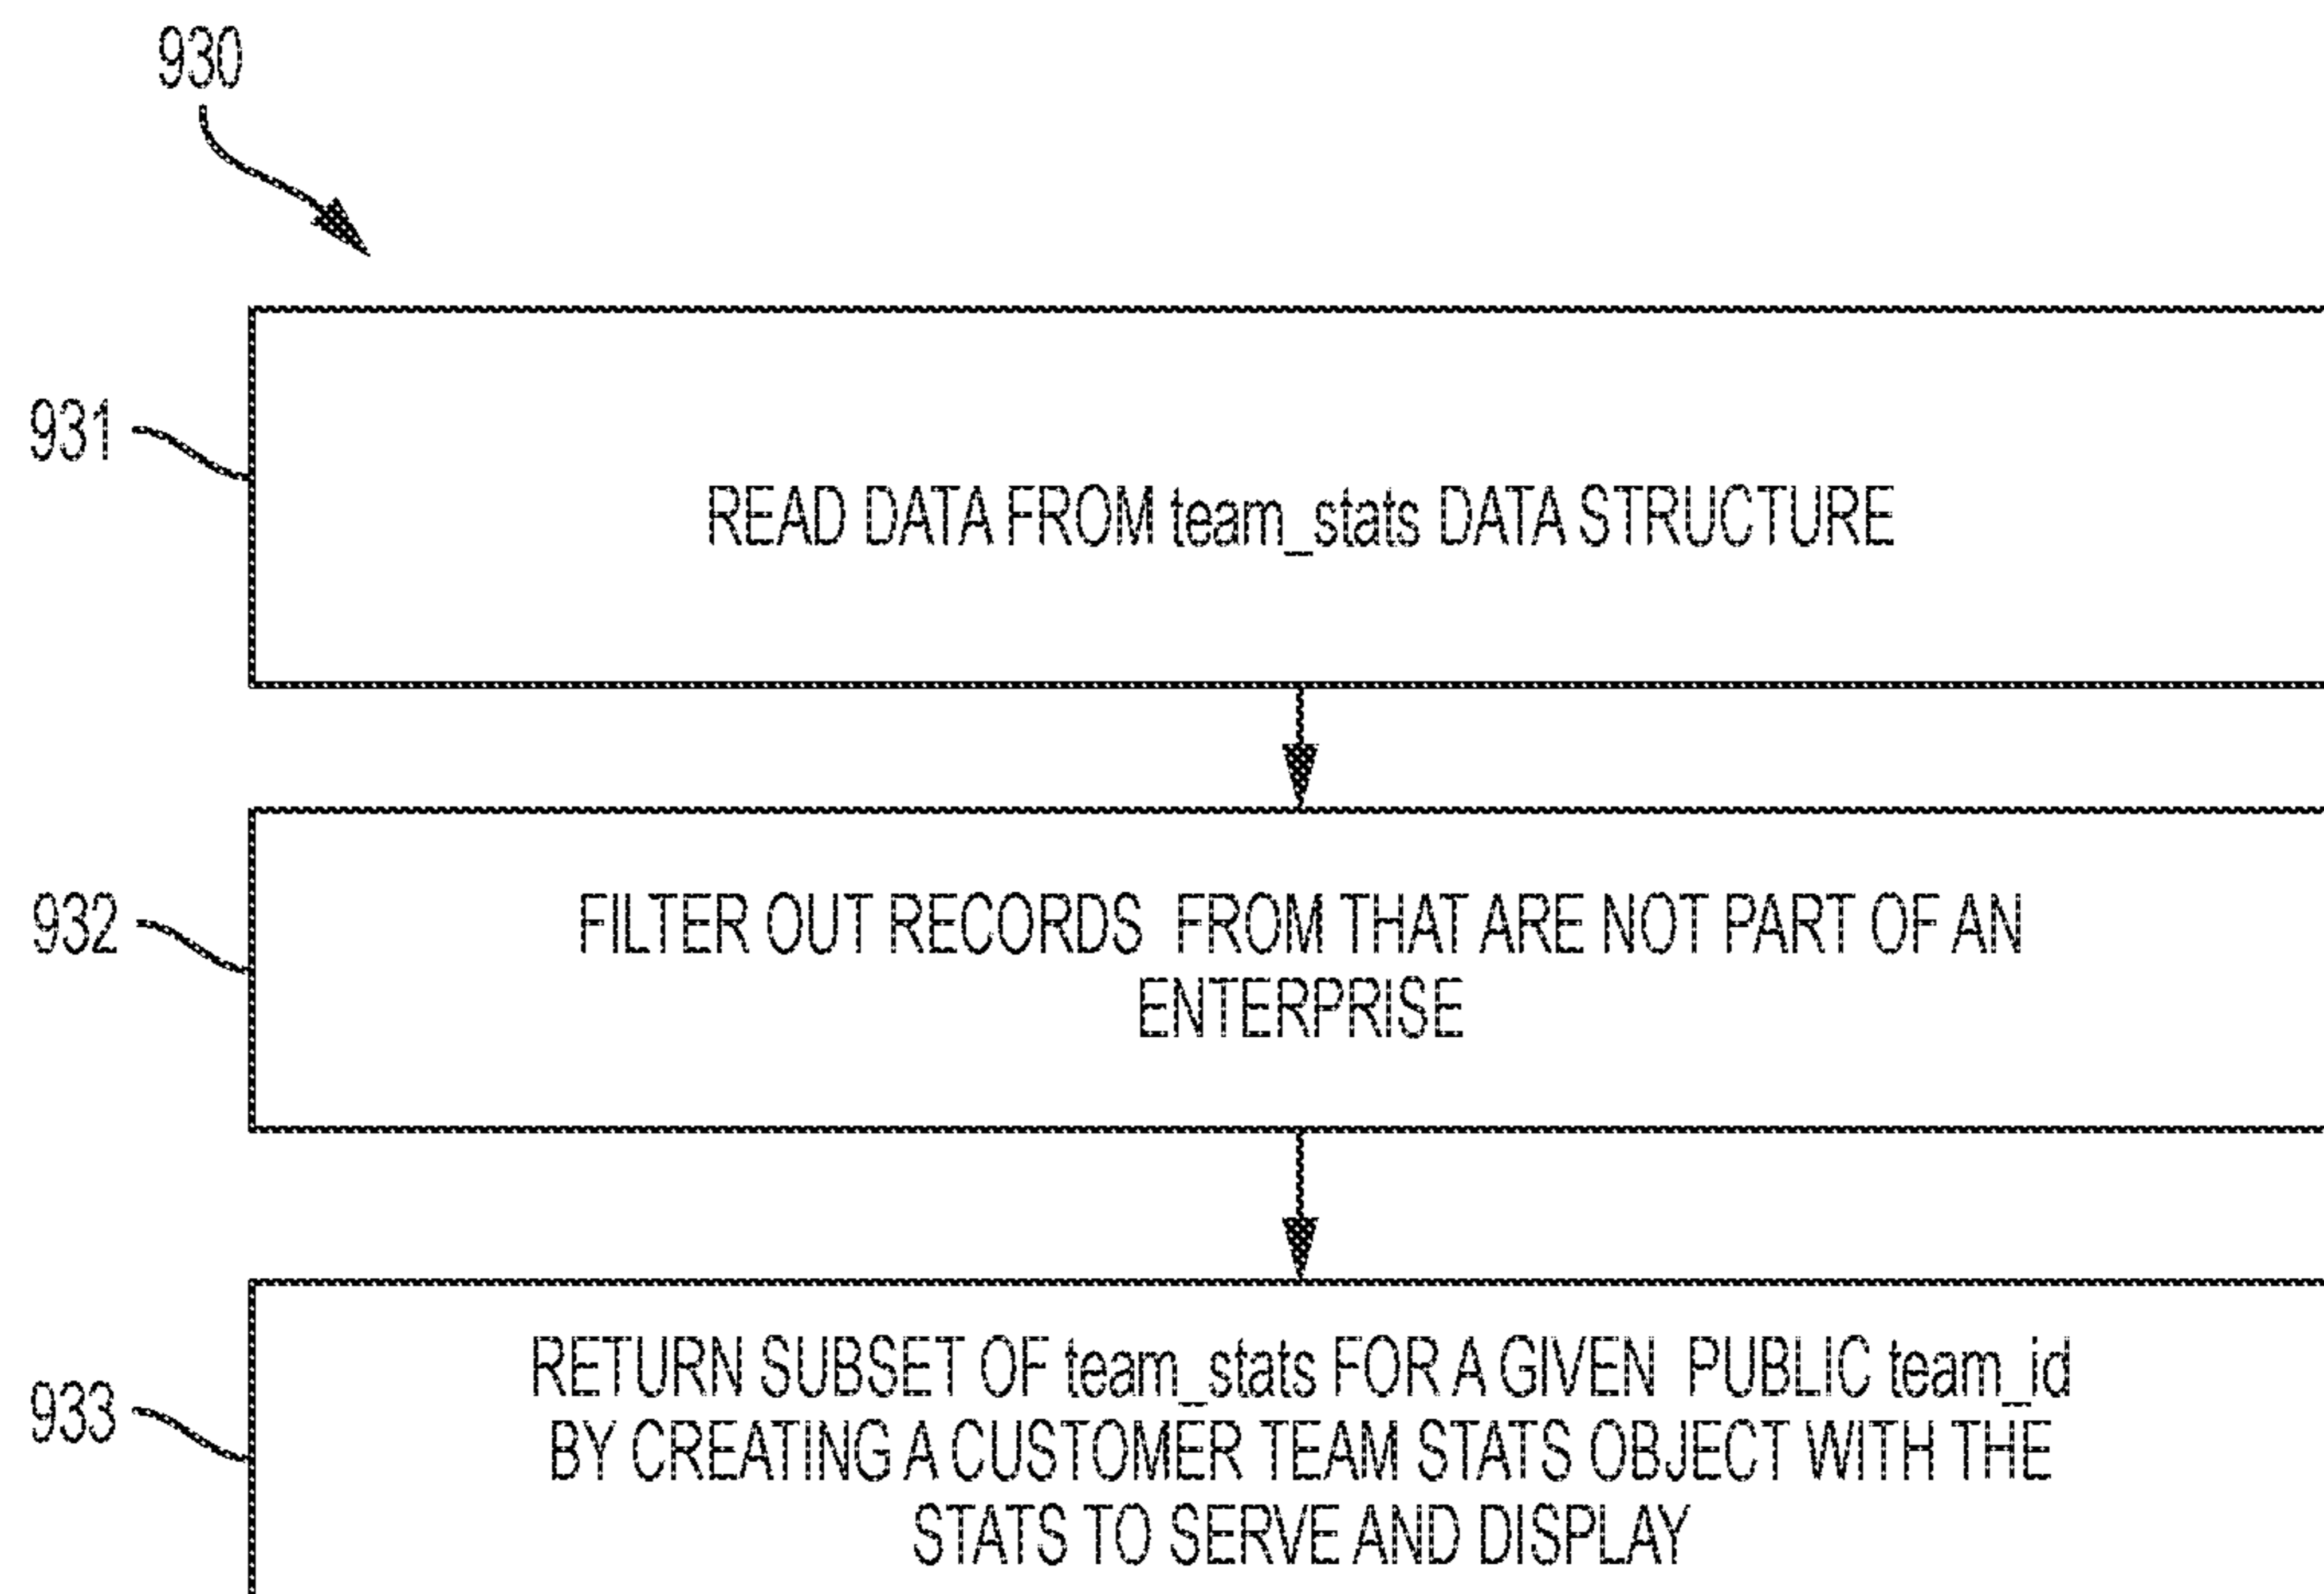 930
931
READ DATA FROM team_stats DATA STRUCTURE
932
FILTER OUT RECORDS FROM THAT ARE NOT PART OF AN
ENTERPRISE
933
RETURN SUBSET OF team_stats FOR A GIVEN PUBLIC team_id
BY CREATING A CUSTOMER TEAM STATS OBJECT WITH THE
STATS TO SERVE AND DISPLAY